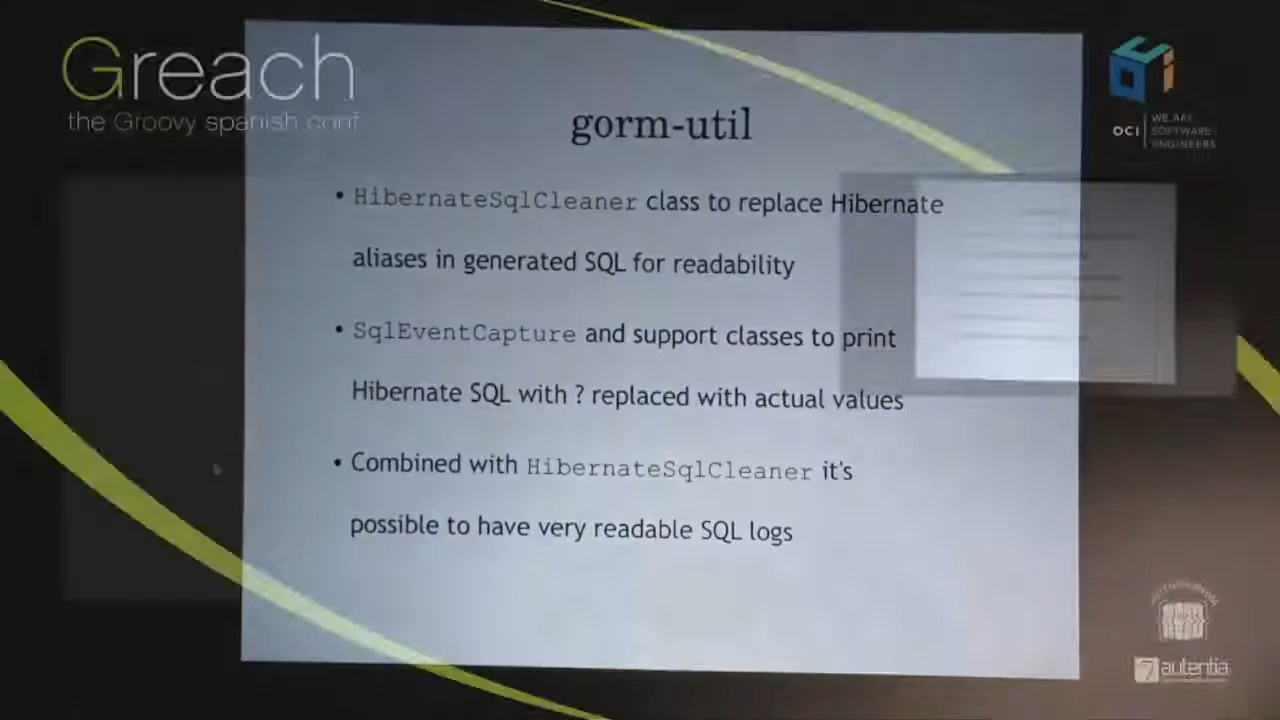 Greach
the Groovy spanish conf
OCI
WE ARE
SOFTWARE
ENGINEERS
gorm-util
• HibernateSqlCleaner class to replace Hibernate
aliases in generated SQL for readability
• SqlEventCapture and support classes to print
Hibernate SQL with ? replaced with actual values
• Combined with HibernateSqlCleaner it's
possible to have very readable SQL logs
autentia